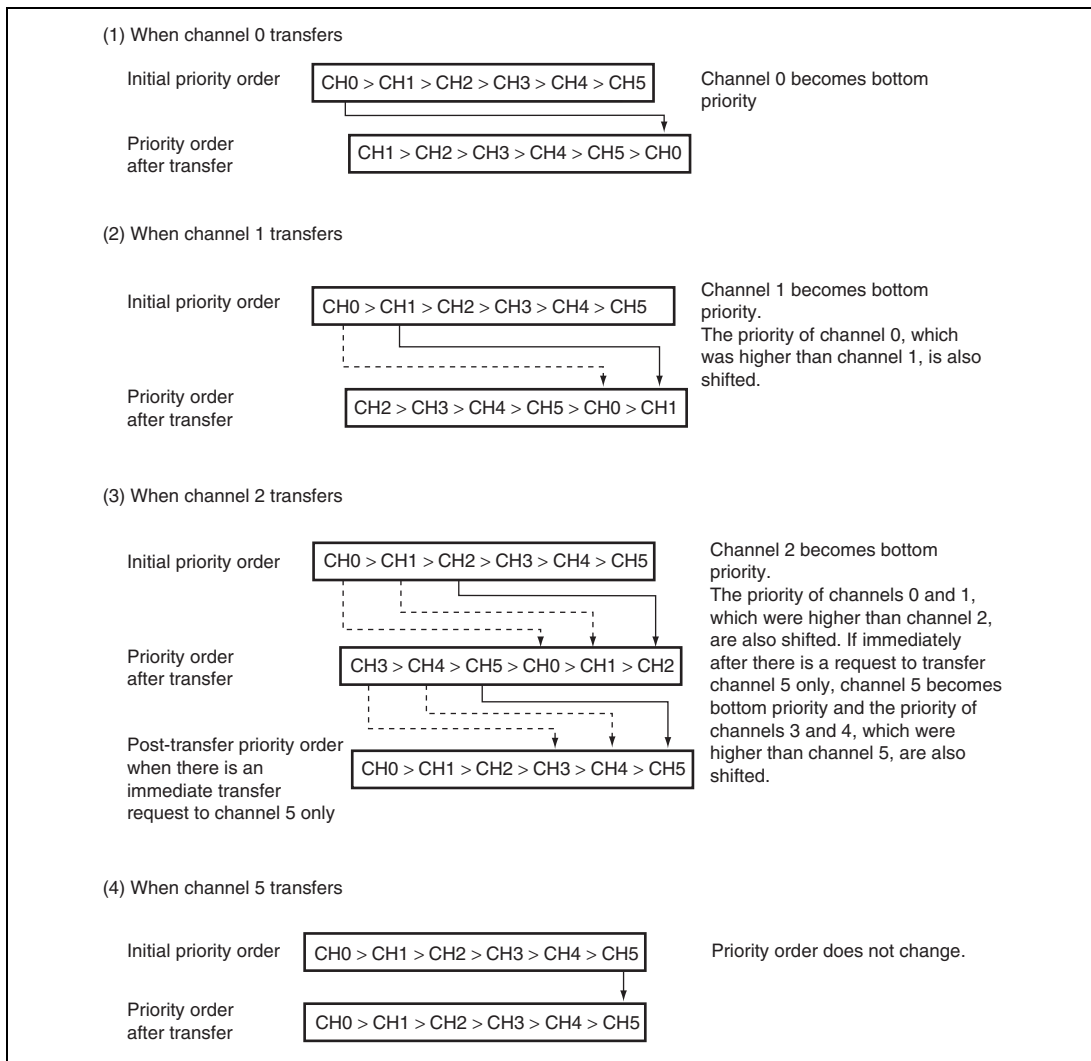 (1) When channel 0 transfers
Initial priority order
CH0 > CH1 > CH2 > CH3 > CH4 > CH5
Channel 0 becomes bottom
priority
Priority order
after transfer
CH1 > CH2 > CH3 > CH4 > CH5 > CH0
(2) When channel 1 transfers
Initial priority order
CH0 > CH1 > CH2 > CH3 > CH4 > CH5
Channel 1 becomes bottom
priority.
The priority of channel 0, which
was higher than channel 1, is also
shifted.
Priority order
after transfer
CH2 > CH3 > CH4 > CH5 > CH0 > CH1
(3) When channel 2 transfers
Initial priority order
CH0 > CH1 > CH2 > CH3 > CH4 > CH5
Channel 2 becomes bottom
priority.
The priority of channels 0 and 1,
which were higher than channel 2,
are also shifted. If immediately
after there is a request to transfer
channel 5 only, channel 5 becomes
bottom priority and the priority of
channels 3 and 4, which were
higher than channel 5, are also
shifted.
Priority order
after transfer
CH3 > CH4 > CH5 > CH0 > CH1 > CH2
Post-transfer priority order
when there is an
immediate transfer
request to channel 5 only
CH0 > CH1 > CH2 > CH3 > CH4 > CH5
(4) When channel 5 transfers
Initial priority order
CH0 > CH1 > CH2 > CH3 > CH4 > CH5
Priority order does not change.
Priority order
after transfer
CH0 > CH1 > CH2 > CH3 > CH4 > CH5